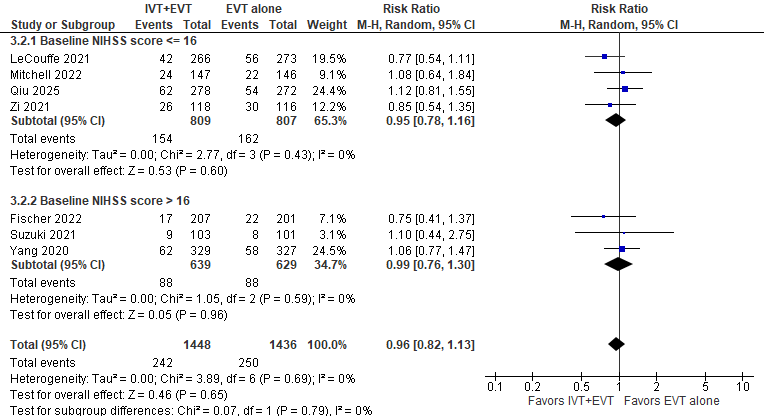 IVT+EVT EVT alone Risk Ratio Risk Ratio
Study or Subgroup Events Total Events Total Weight M-H, Random, 95% CI M-H, Random, 95% CI
3.2.1 Baseline NIHSS score <= 16
LeCouffe 2021 42 266 56 273 19.5% 0.77 [0.54, 1.11]
Mitchell 2022 24 147 22 146 9.1% 1.08 [0.64, 1.84]
Qiu 2025 62 278 54 272 24.4% 1.12 [0.81, 1.55]
Zi 2021 26 118 30 116 12.2% 0.85 [0.54, 1.35]
Subtotal (95% CI) 809 807 65.3% 0.95 [0.78, 1.16]
Total events 154 162
Heterogeneity: Tau² = 0.00; Chi² = 2.77, df = 3 (P = 0.43); I² = 0%
Test for overall effect: Z = 0.53 (P = 0.60)
3.2.2 Baseline NIHSS score > 16
Fischer 2022 17 207 22 201 7.1% 0.75 [0.41, 1.37]
Suzuki 2021 9 103 8 101 3.1% 1.10 [0.44, 2.75]
Yang 2020 62 329 58 327 24.5% 1.06 [0.77, 1.47]
Subtotal (95% CI) 639 629 34.7% 0.99 [0.76, 1.30]
Total events 88 88
Heterogeneity: Tau² = 0.00; Chi² = 1.05, df = 2 (P = 0.59); I² = 0%
Test for overall effect: Z = 0.05 (P = 0.96)
Total (95% CI) 1448 1436 100.0% 0.96 [0.82, 1.13]
Total events 242 250
Heterogeneity: Tau² = 0.00; Chi² = 3.89, df = 6 (P = 0.69); I² = 0%
Test for overall effect: Z = 0.46 (P = 0.65)
Test for subgroup differences: Chi² = 0.07, df = 1 (P = 0.79), I² = 0%
0.1 0.2 0.5 1 2 5 10
Favors IVT+EVT Favors EVT alone